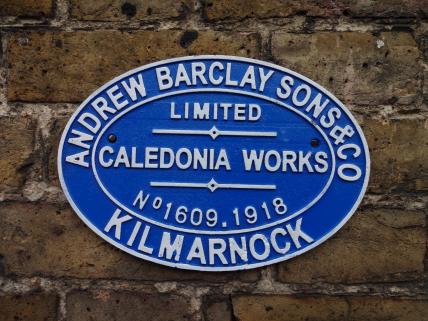 ANDREW BARCLAY SONS & CO
LIMITED
CALEDONIA WORKS
Nº1609.1918
KILMARNOCK